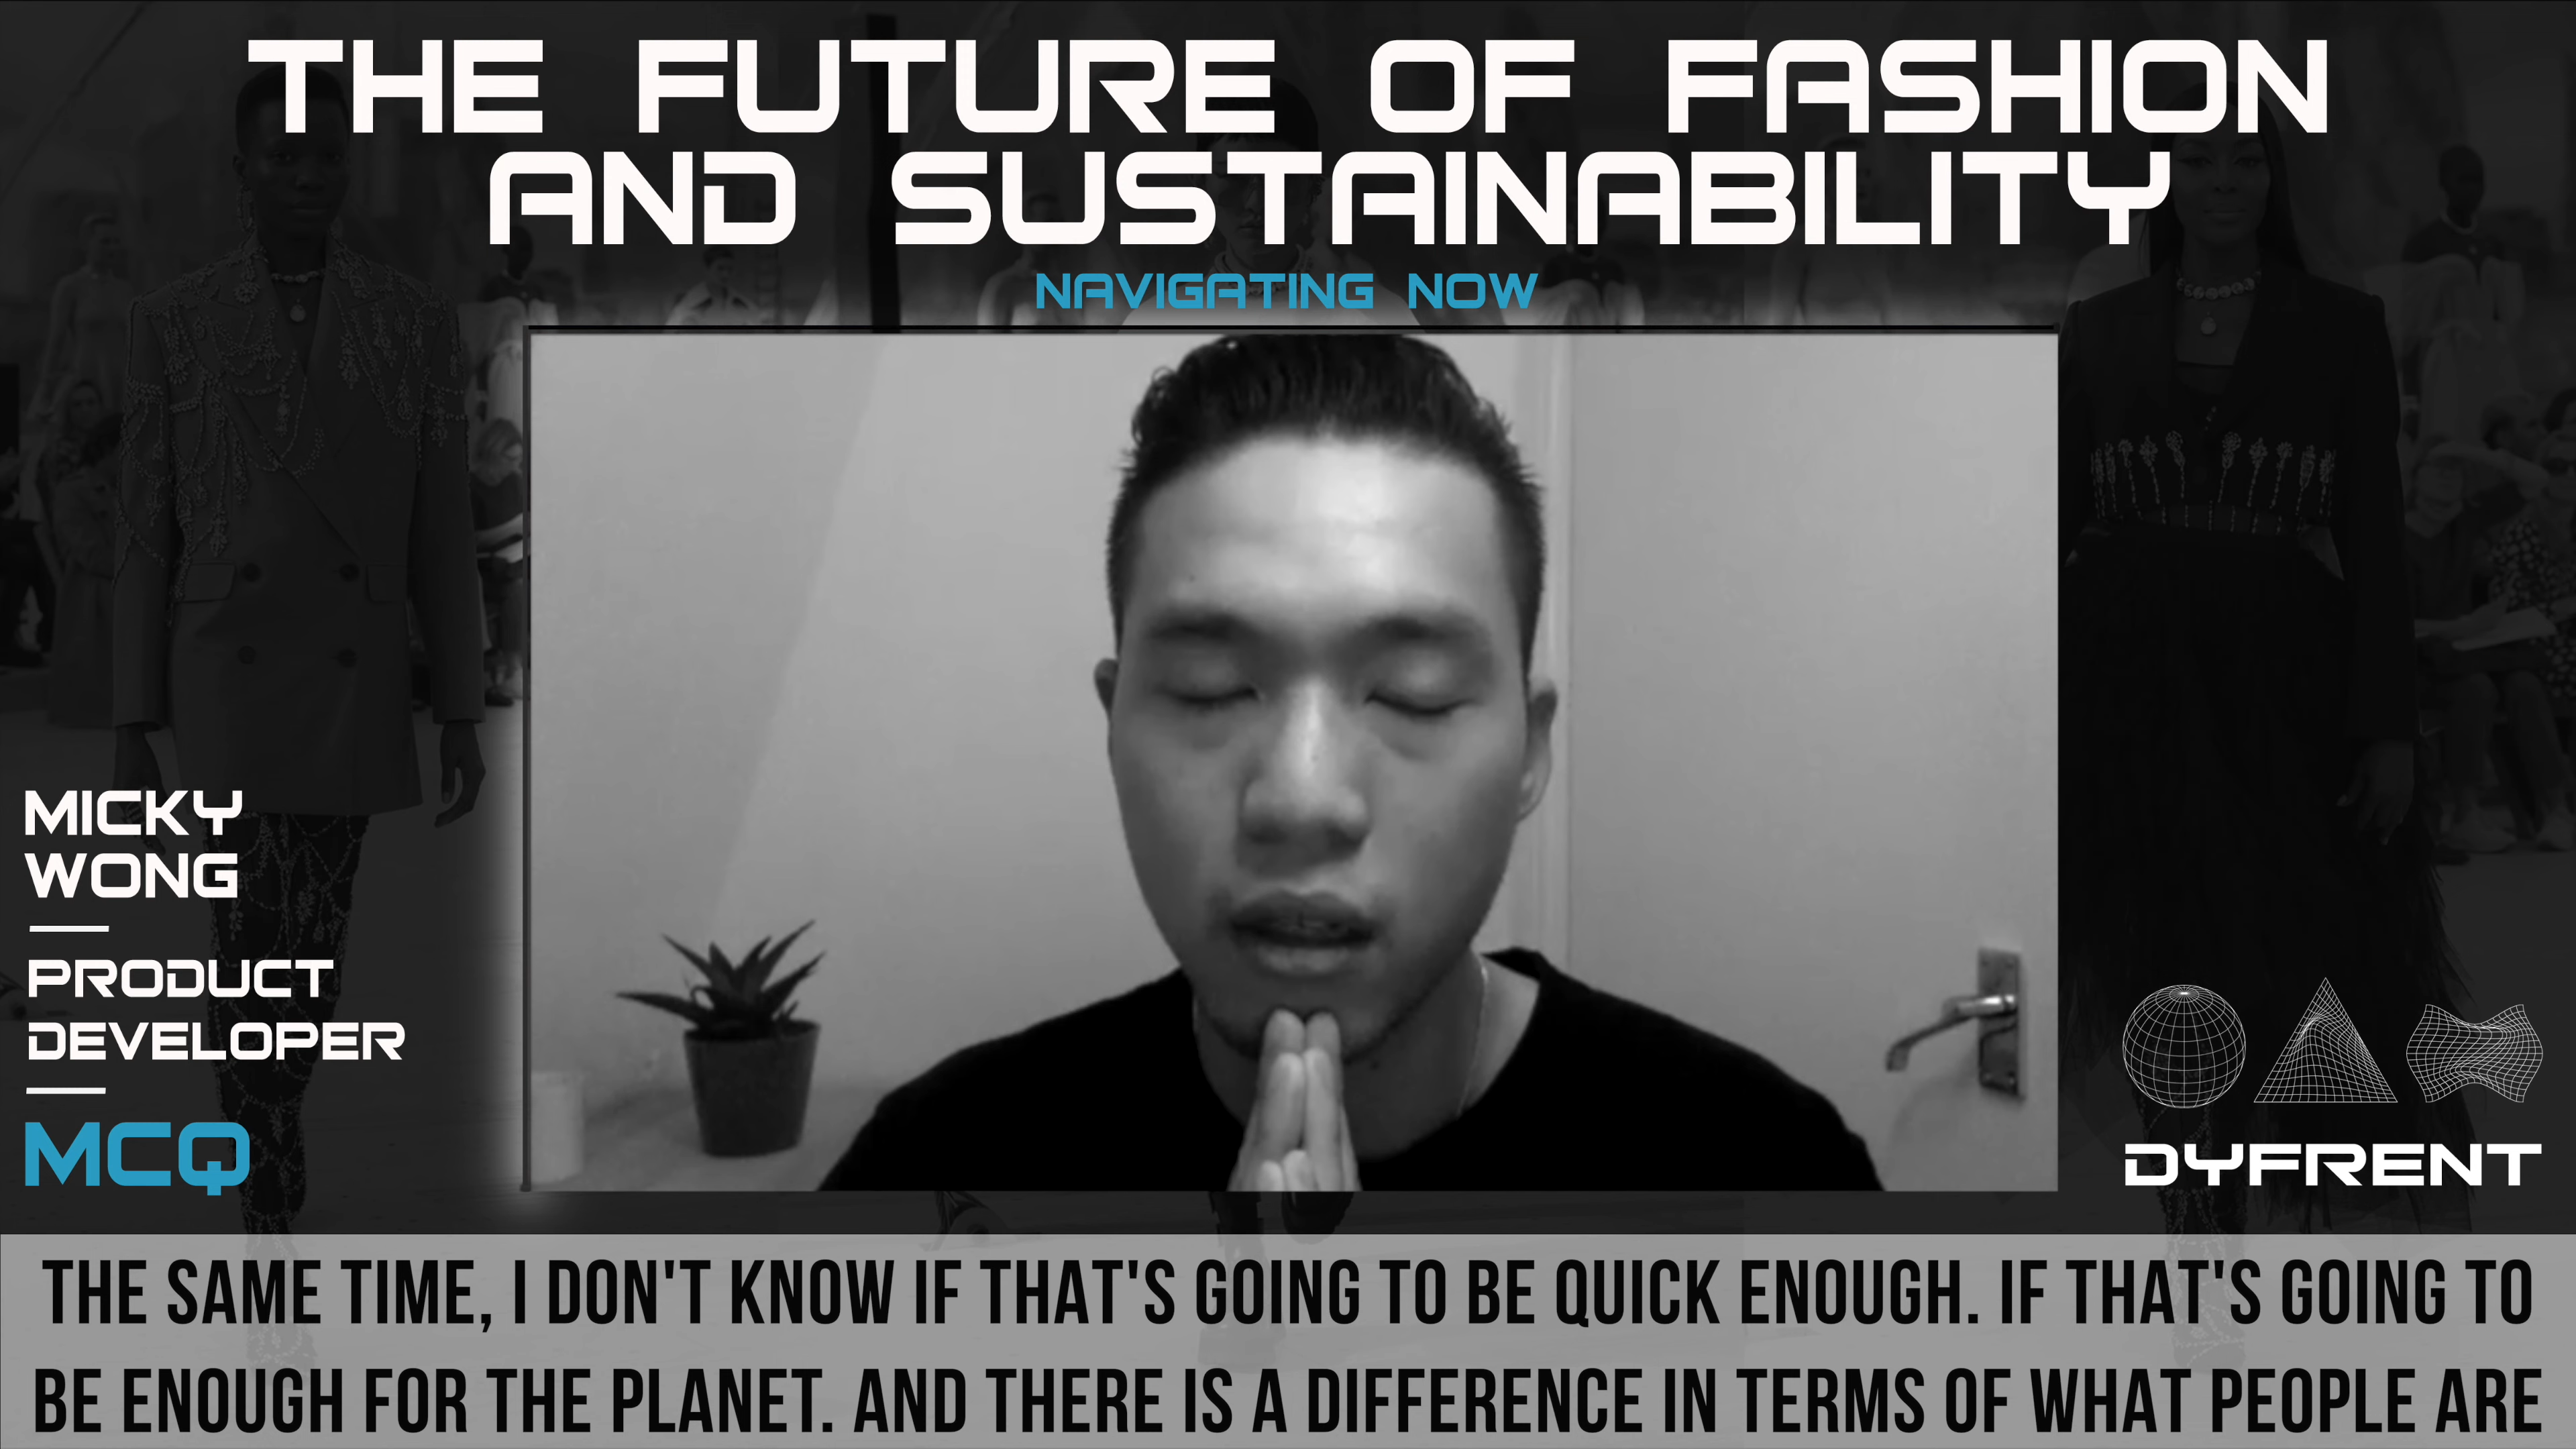 THE FUTURE OF FASHION
AND SUSTAINABILITY
NAVIGATING NOW
MICKY
WONG
PRODUCT
DEVELOPER
MCQ
DYFRENT
THE SAME TIME, I DON'T KNOW IF THAT'S GOING TO BE QUICK ENOUGH. IF THAT'S GOING TO
BE ENOUGH FOR THE PLANET. AND THERE IS A DIFFERENCE IN TERMS OF WHAT PEOPLE ARE